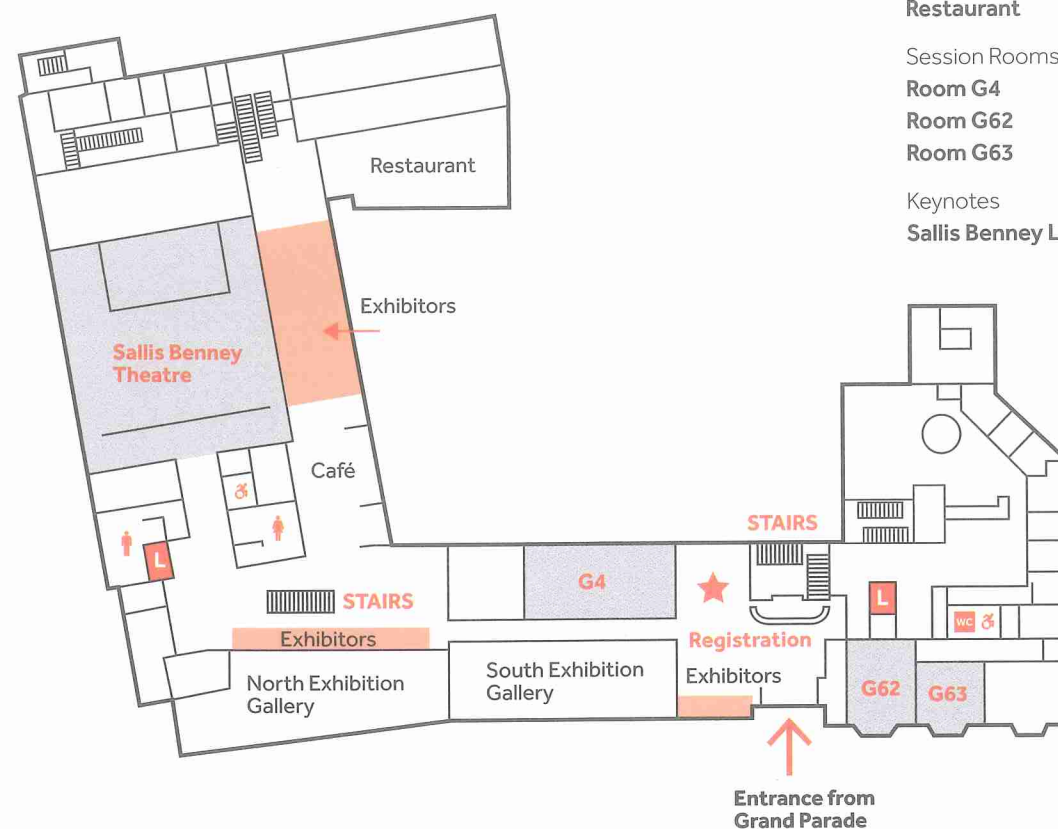 Restaurant
Session Rooms
Room G4
Room G62
Room G63
Keynotes
Sallis Benney L
Restaurant
Exhibitors
Sallis Benney
Theatre
Café
L
STAIRS
STAIRS
G4
L
WC
Exhibitors
Registration
North Exhibition
Gallery
South Exhibition
Gallery
Exhibitors
G62
G63
Entrance from
Grand Parade